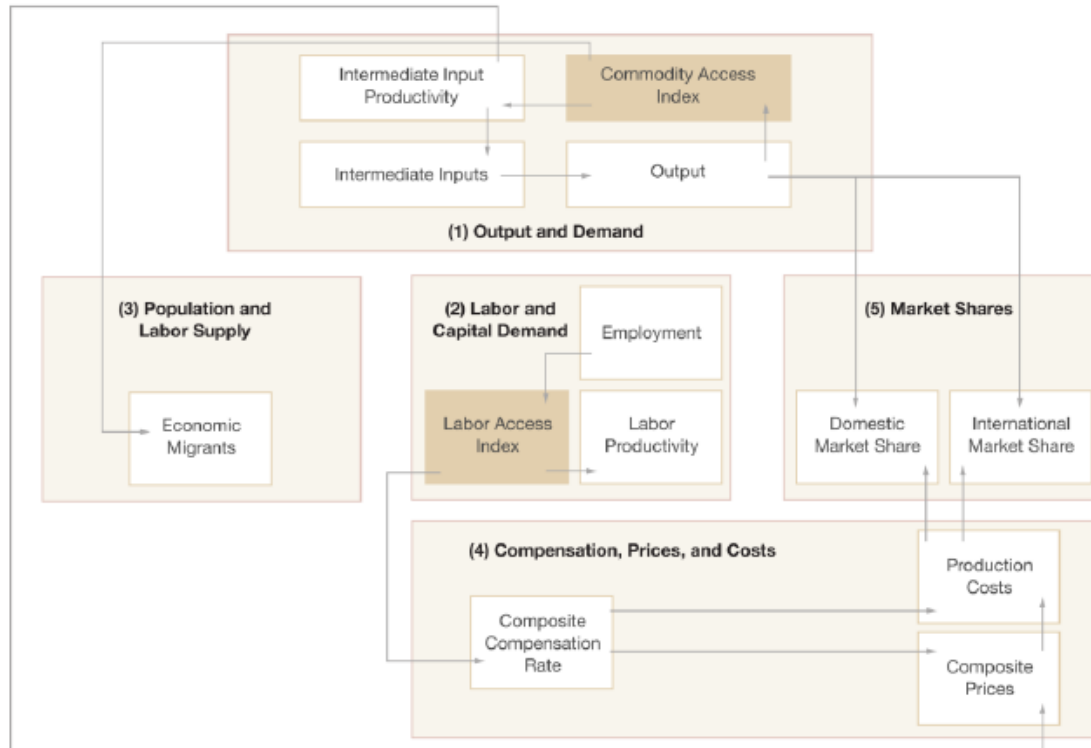 Intermediate Input
Productivity
Commodity Access
Index
Intermediate Inputs
Output
(1) Output and Demand
(3) Population and
Labor Supply
Economic
Migrants
(2) Labor and
Capital Demand
Employment
Labor Access
Index
Labor
Productivity
(5) Market Shares
Domestic
Market Share
International
Market Share
(4) Compensation, Prices, and Costs
Composite
Compensation
Rate
Production
Costs
Composite
Prices